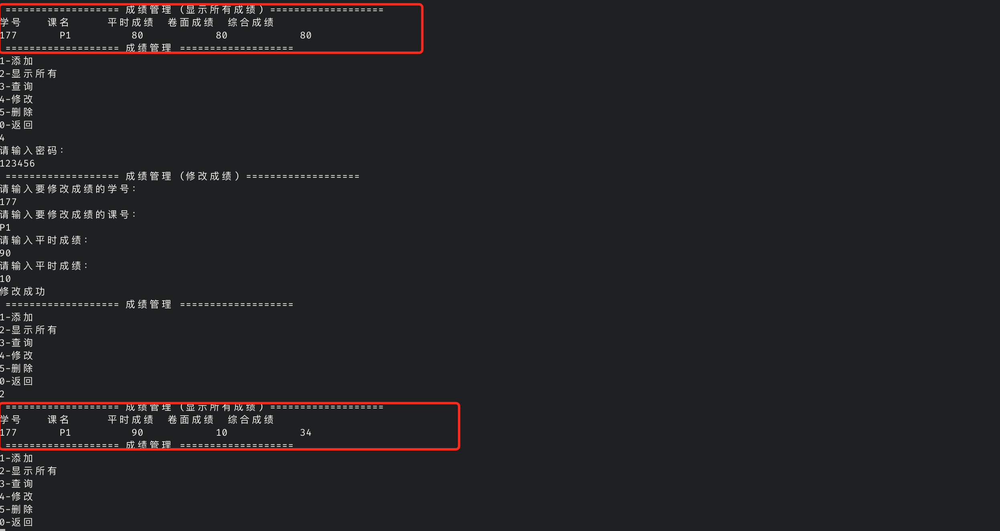 =================== 成绩管理 (显示所有成绩) ===================
学号 课名 平时成绩 卷面成绩 综合成绩
177 P1 80 80 80
=================== 成绩管理 ===================
1-添加
2-显示所有
3-查询
4-修改
5-删除
0-返回
4
请输入密码:
123456
=================== 成绩管理 (修改成绩) ===================
请输入要修改成绩的学号:
177
请输入要修改成绩的课号:
P1
请输入平时成绩:
90
请输入平时成绩:
10
修改成功
=================== 成绩管理 ===================
1-添加
2-显示所有
3-查询
4-修改
5-删除
0-返回
2
=================== 成绩管理 (显示所有成绩) ===================
学号 课名 平时成绩 卷面成绩 综合成绩
177 P1 90 10 34
=================== 成绩管理 ===================
1-添加
2-显示所有
3-查询
4-修改
5-删除
0-返回